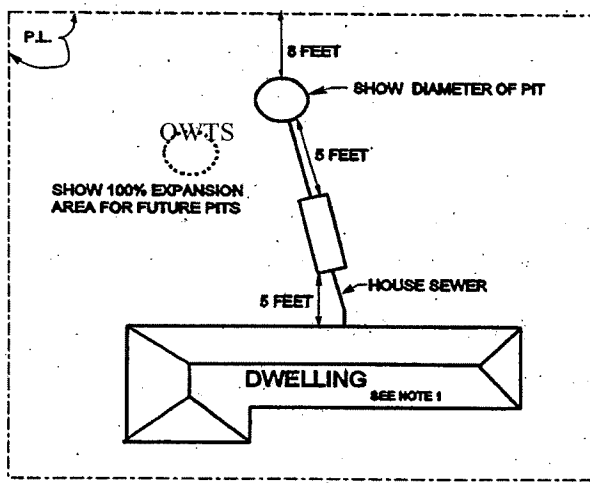 P.L.
8 FEET
SHOW DIAMETER OF PIT
OWTS
5 FEET
SHOW 100% EXPANSION
AREA FOR FUTURE PITS
HOUSE SEWER
5 FEET
DWELLING
SEE NOTE 1